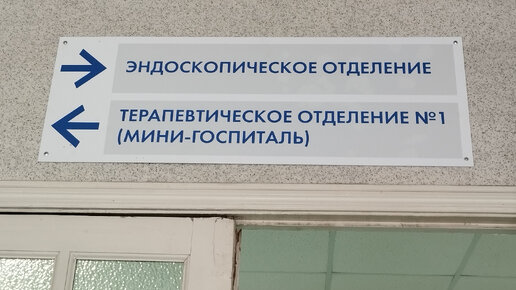 ЭНДОСКОПИЧЕСКОЕ ОТДЕЛЕНИЕ
ТЕРАПЕВТИЧЕСКОЕ ОТДЕЛЕНИЕ №1
(МИНИ-ГОСПИТАЛЬ)